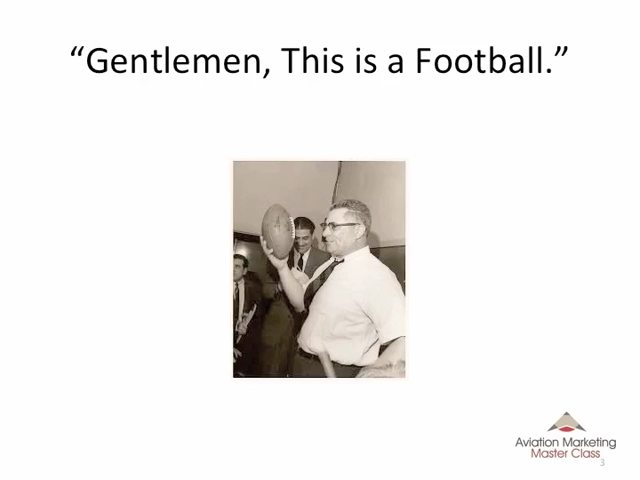 “Gentlemen, This is a Football.”
Aviation Marketing
Master Class
3